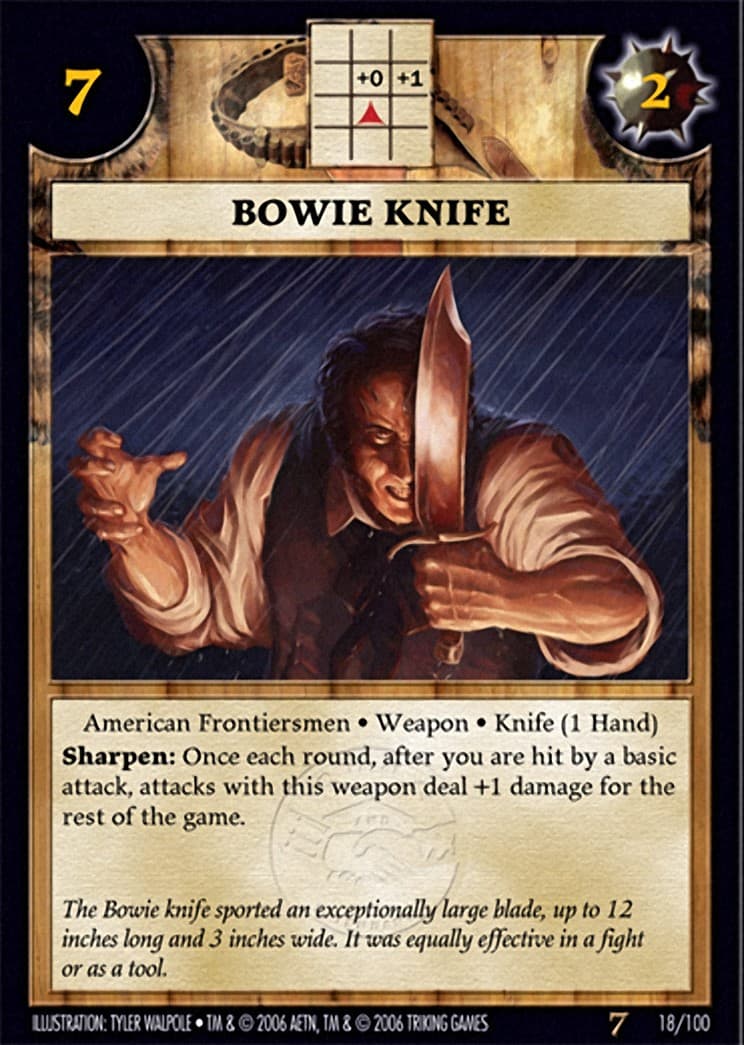 7
+0 +1
2
BOWIE KNIFE
American Frontiersmen • Weapon • Knife (1 Hand)
Sharpen: Once each round, after you are hit by a basic
attack, attacks with this weapon deal +1 damage for the
rest of the game.
The Bowie knife sported an exceptionally large blade, up to 12
inches long and 3 inches wide. It was equally effective in a fight
or as a tool.
ILLUSTRATION: TYLER WALPOLE • TM & © 2006 AETN, TM & © 2006 TRIKING GAMES
7 18/100